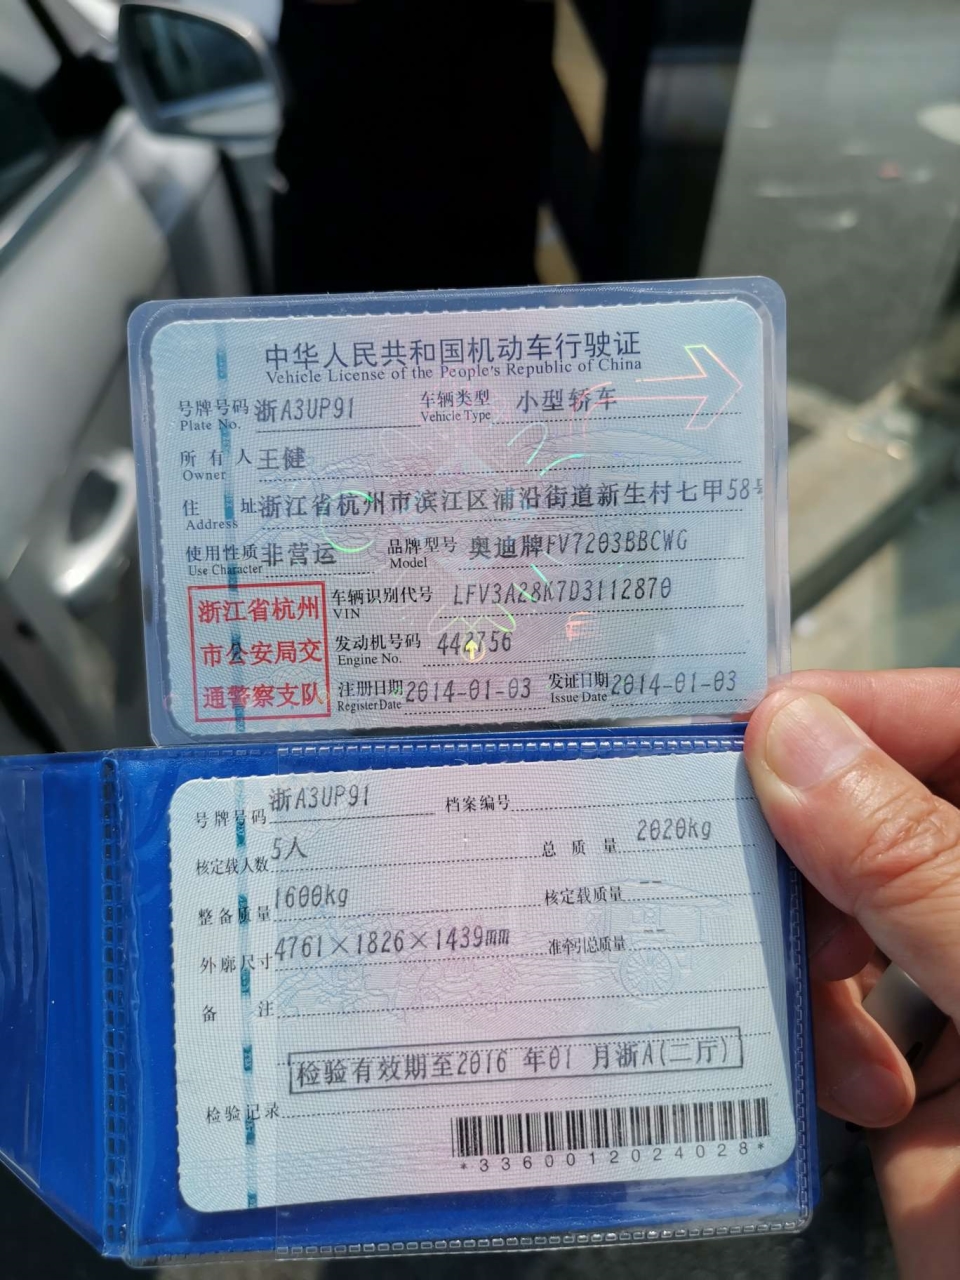 中华人民共和国机动车行驶证
Vehicle License of the People's Republic of China
号牌号码 浙A3UP91 车辆类型 小型轿车
Plate No. Vehicle Type
所有人 王健
Owner
住址 浙江省杭州市滨江区浦沿街道新生村七甲58号
Address
使用性质 非营运 品牌型号 奥迪牌FV7203BBCWG
Use Character Model
浙江省杭州
市公安局交
通警察支队
车辆识别代号 LFV3A28K7D3112870
VIN
发动机号码
Engine No.
注册日期 2014-01-03 发证日期 2014-01-03
Register Date Issue Date
号牌号码 浙A3UP91 档案编号
核定载人数 5人 总质量 2020kg
整备质量 1600kg 核定载质量 --
外廓尺寸 4761×1826×1439mm 准牵引总质量 --
备注
检验有效期至2016 年01 月浙A(二厅)
检验记录
*3360012024028*